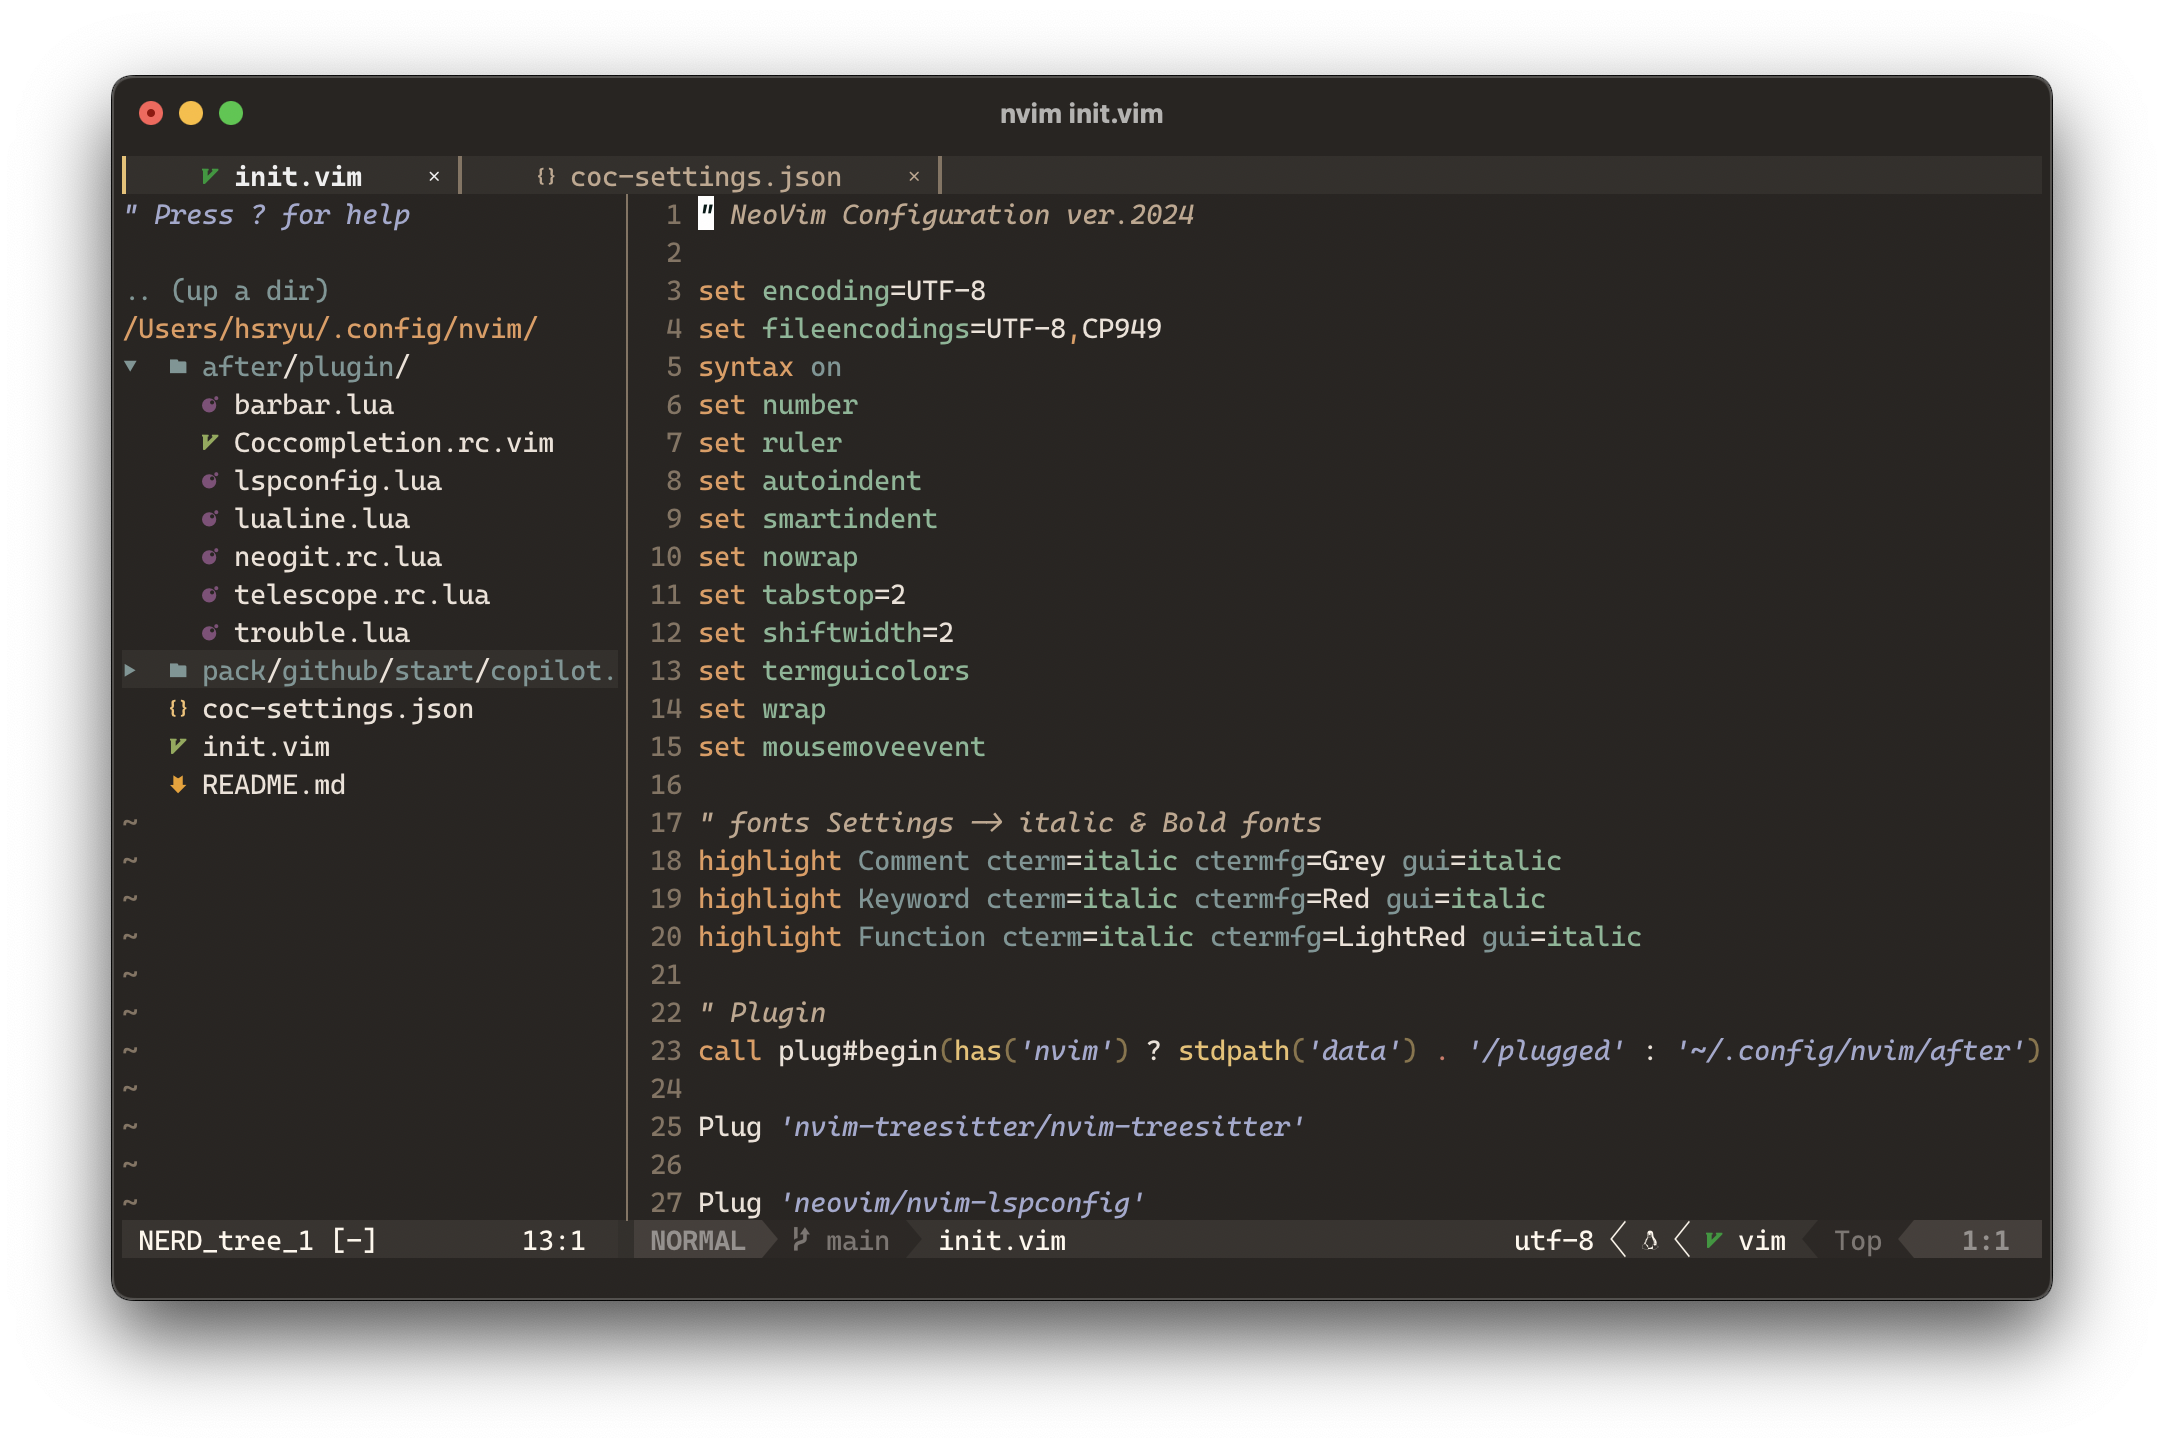 nvim init.vim
init.vim × coc-settings.json ×
" Press ? for help
.. (up a dir)
/Users/hsryu/.config/nvim/
▼ after/plugin/
barbar.lua
Coccompletion.rc.vim
lspconfig.lua
lualine.lua
neogit.rc.lua
telescope.rc.lua
trouble.lua
▶ pack/github/start/copilot.
{} coc-settings.json
init.vim
README.md
~
~
~
~
~
~
~
~
~
~
~
NERD_tree_1 [-] 13:1
1 " NeoVim Configuration ver.2024
2
3 set encoding=UTF-8
4 set fileencodings=UTF-8,CP949
5 syntax on
6 set number
7 set ruler
8 set autoindent
9 set smartindent
10 set nowrap
11 set tabstop=2
12 set shiftwidth=2
13 set termguicolors
14 set wrap
15 set mousemoveevent
16
17 " fonts Settings --> italic & Bold fonts
18 highlight Comment cterm=italic ctermfg=Grey gui=italic
19 highlight Keyword cterm=italic ctermfg=Red gui=italic
20 highlight Function cterm=italic ctermfg=LightRed gui=italic
21
22 " Plugin
23 call plug#begin(has('nvim') ? stdpath('data') . '/plugged' : '~/.config/nvim/after')
24
25 Plug 'nvim-treesitter/nvim-treesitter'
26
27 Plug 'neovim/nvim-lspconfig'
NORMAL main init.vim utf-8 vim Top 1:1